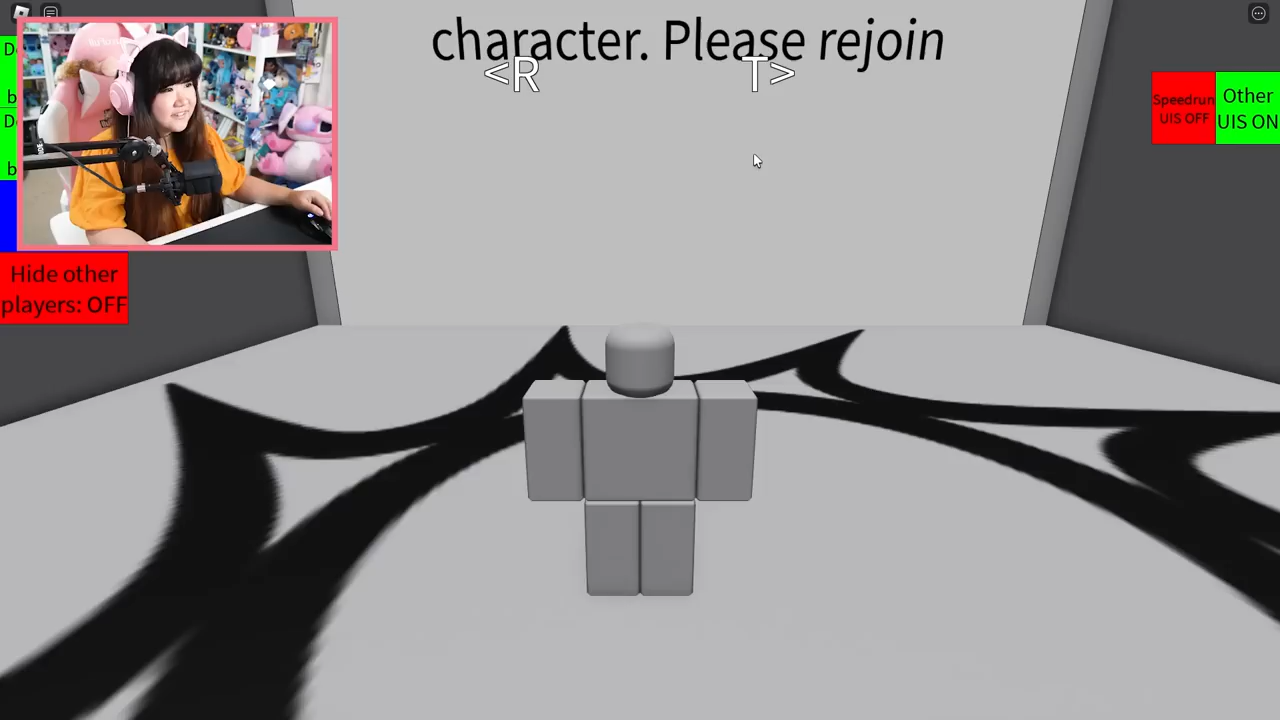 character. Please rejoin
<R
T>
Speedrun
UIS OFF
Other
UIS ON
D
b
D
b
Hide other
players: OFF